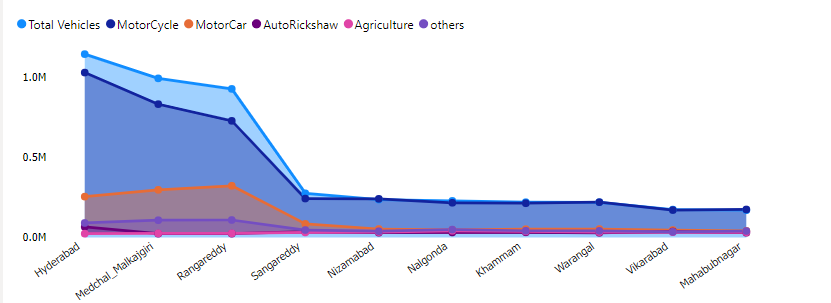 Total Vehicles MotorCycle MotorCar AutoRickshaw Agriculture others
1.0M
0.5M
0.0M
Hyderabad
Medchal_Malkajgiri
Rangareddy
Sangareddy
Nizamabad
Nalgonda
Khammam
Warangal
Vikarabad
Mahabubnagar